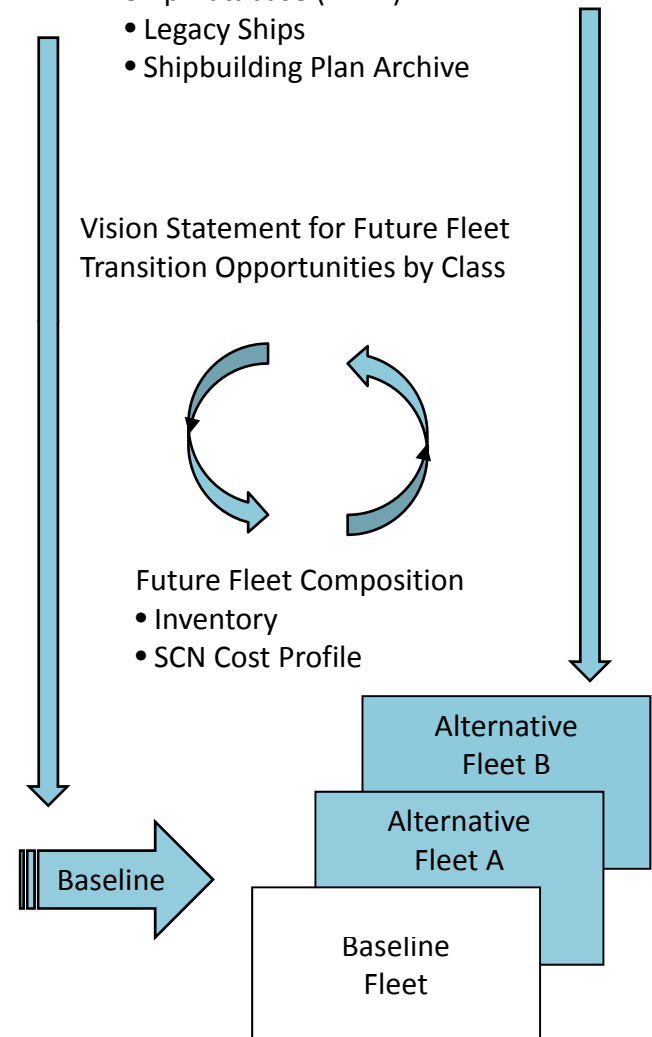 • Legacy Ships
• Shipbuilding Plan Archive
Vision Statement for Future Fleet
Transition Opportunities by Class
Future Fleet Composition
• Inventory
• SCN Cost Profile
Alternative
Fleet B
Alternative
Fleet A
Baseline
Baseline
Fleet